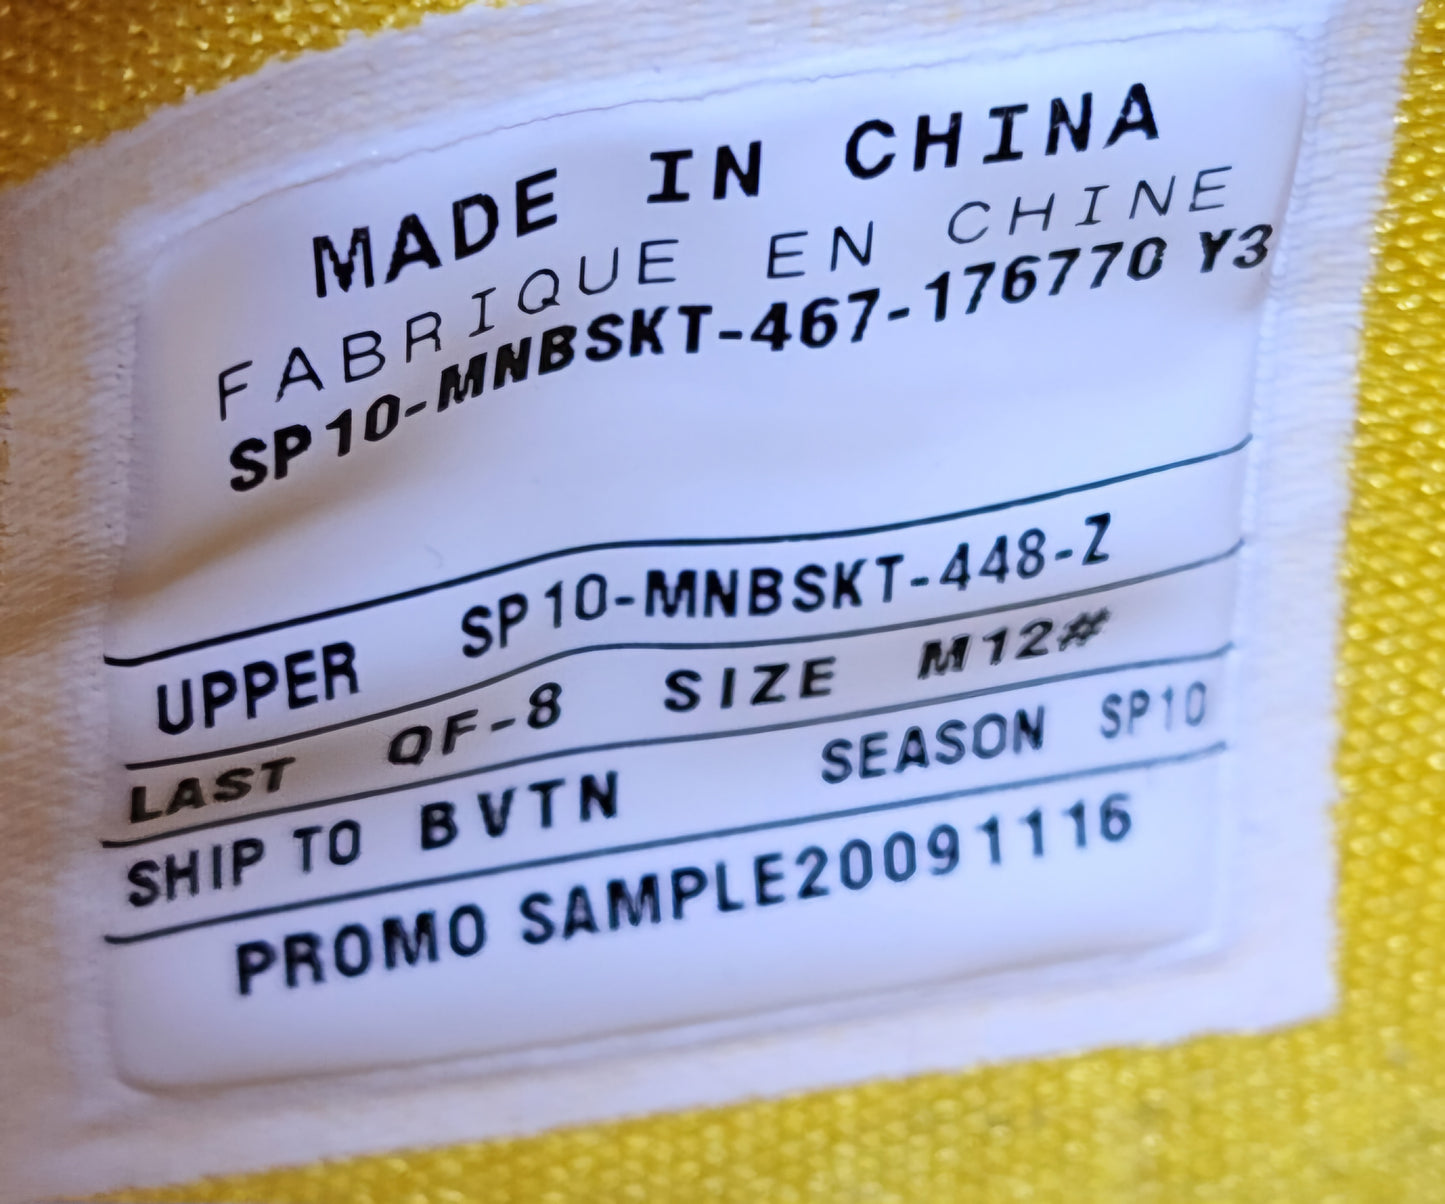 MADE IN CHINA
FABRIQUE EN CHINE
SP10-MNBSKT-467-176770 Y3
UPPER SP10-MNBSKT-448-Z
LAST QF-8 SIZE M12#
SHIP TO BVTN SEASON SP10
PROMO SAMPLE20091116